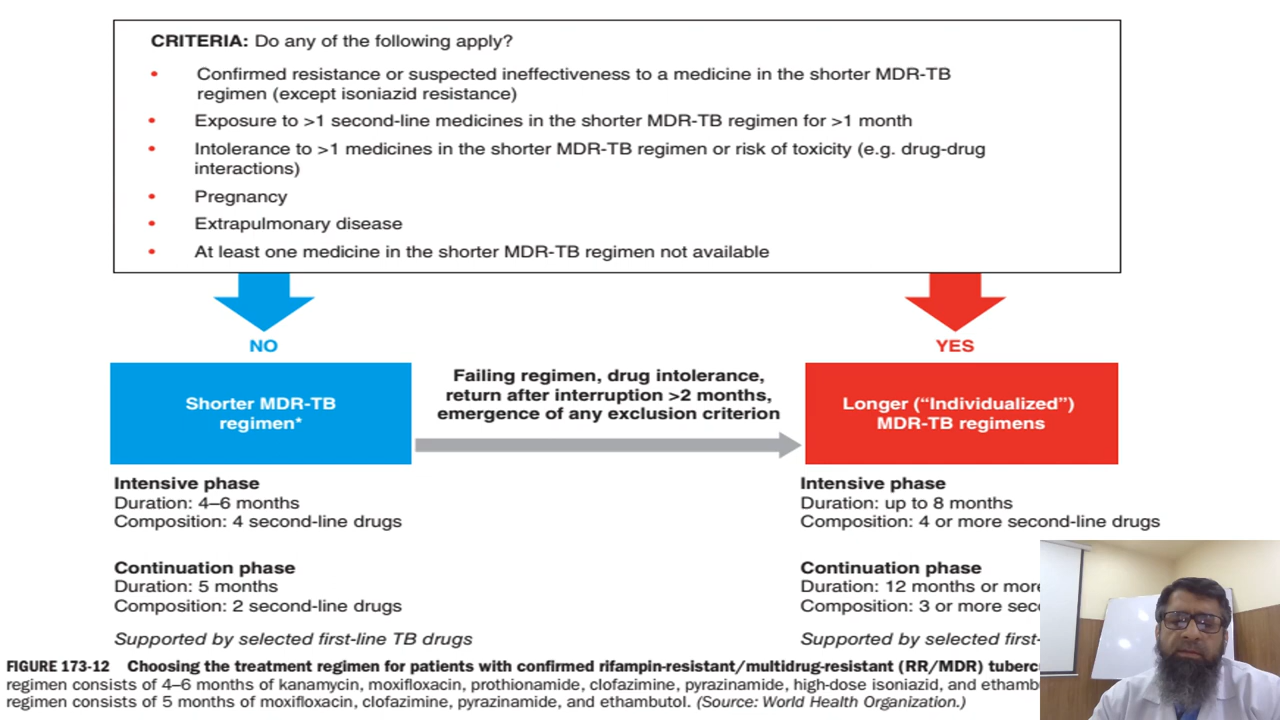 CRITERIA: Do any of the following apply?
• Confirmed resistance or suspected ineffectiveness to a medicine in the shorter MDR-TB
regimen (except isoniazid resistance)
• Exposure to >1 second-line medicines in the shorter MDR-TB regimen for >1 month
• Intolerance to >1 medicines in the shorter MDR-TB regimen or risk of toxicity (e.g. drug-drug
interactions)
• Pregnancy
• Extrapulmonary disease
• At least one medicine in the shorter MDR-TB regimen not available
NO
YES
Shorter MDR-TB
regimen*
Failing regimen, drug intolerance,
return after interruption >2 months,
emergence of any exclusion criterion
Longer (“Individualized”)
MDR-TB regimens
Intensive phase
Duration: 4–6 months
Composition: 4 second-line drugs
Continuation phase
Duration: 5 months
Composition: 2 second-line drugs
Supported by selected first-line TB drugs
Intensive phase
Duration: up to 8 months
Composition: 4 or more second-line drugs
Continuation phase
Duration: 12 months or more
Composition: 3 or more
Supported by selected first-
FIGURE 173-12 Choosing the treatment regimen for patients with confirmed rifampin-resistant/multidrug-resistant (RR/MDR)
regimen consists of 4–6 months of kanamycin, moxifloxacin, prothionamide, clofazimine, pyrazinamide, high-dose isoniazid, and
regimen consists of 5 months of moxifloxacin, clofazimine, pyrazinamide, and ethambutol. (Source: World Health Organization.)